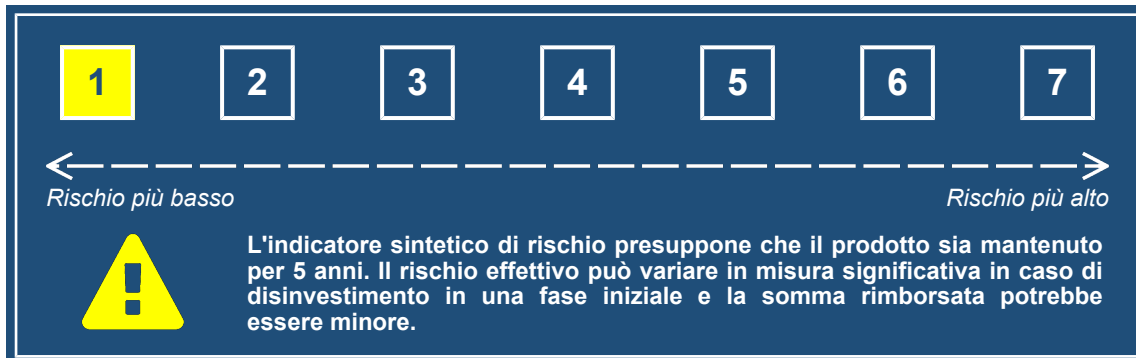 1 2 3 4 5 6 7
Rischio più basso Rischio più alto
L'indicatore sintetico di rischio presuppone che il prodotto sia mantenuto
per 5 anni. Il rischio effettivo può variare in misura significativa in caso di
disinvestimento in una fase iniziale e la somma rimborsata potrebbe
essere minore.